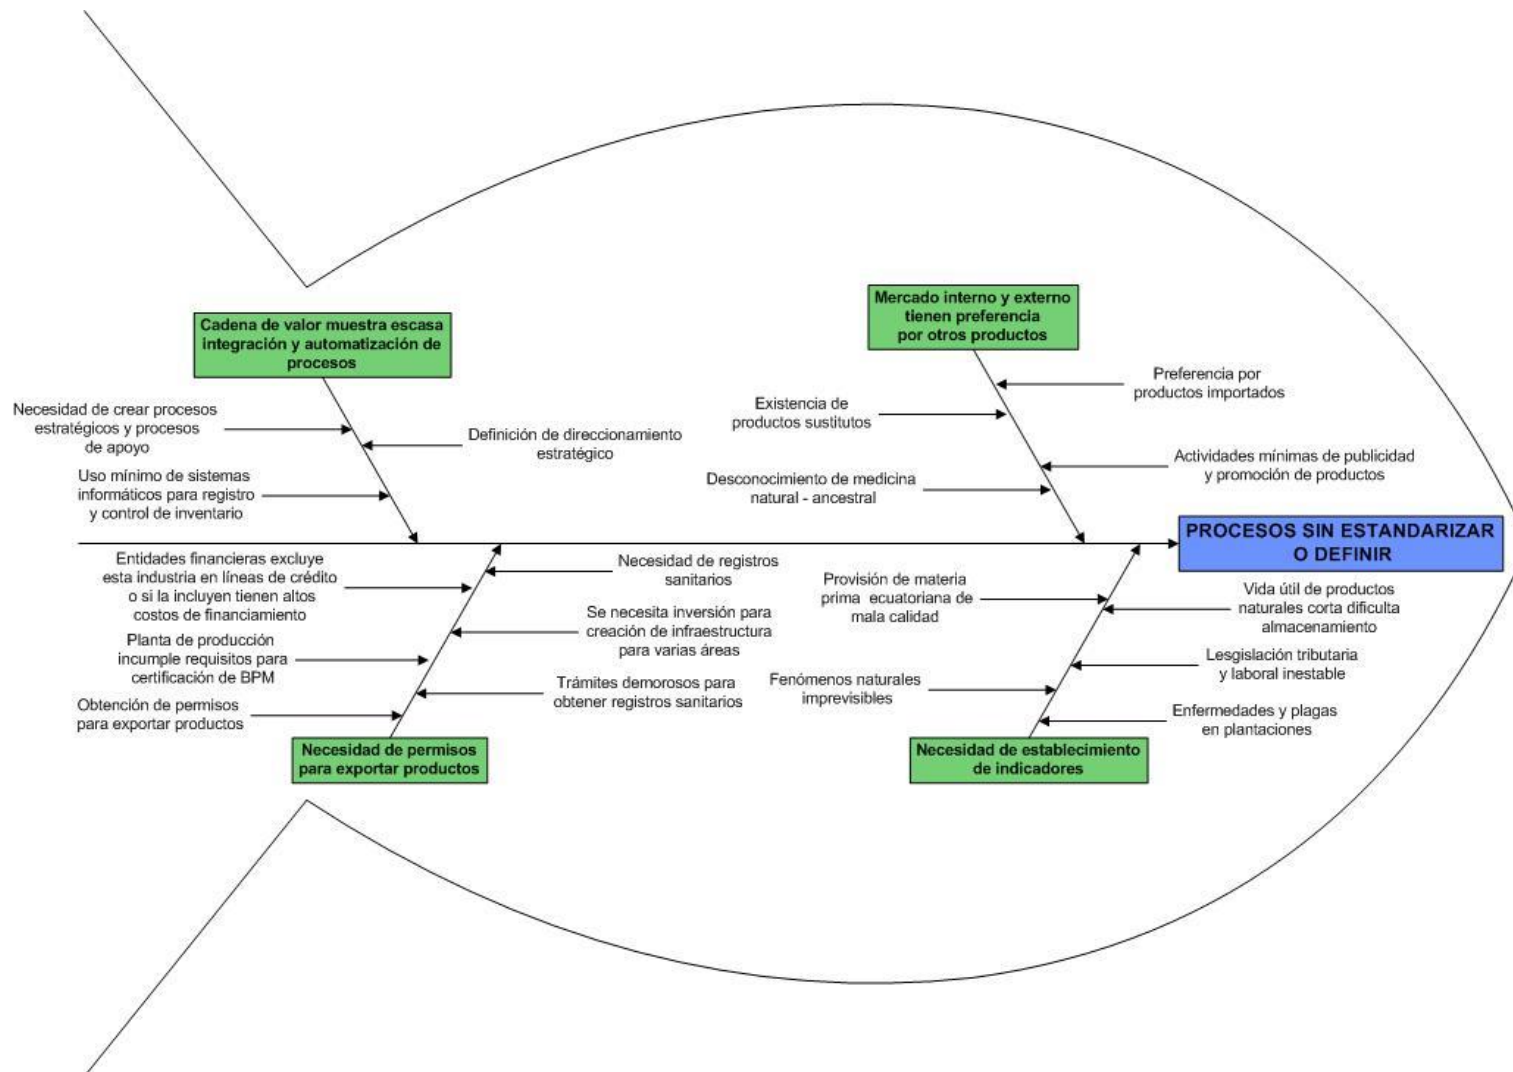 Cadena de valor muestra escasa
integración y automatización de
procesos
Necesidad de crear procesos
estratégicos y procesos
de apoyo
Definición de direccionamiento
estratégico
Uso mínimo de sistemas
informáticos para registro
y control de inventario
Mercado interno y externo
tienen preferencia
por otros productos
Preferencia por
productos importados
Existencia de
productos sustitutos
Actividades mínimas de publicidad
y promoción de productos
Desconocimiento de medicina
natural - ancestral
PROCESOS SIN ESTANDARIZAR
O DEFINIR
Entidades financieras excluye
esta industria en líneas de crédito
o si la incluyen tienen altos
costos de financiamiento
Necesidad de registros
sanitarios
Se necesita inversión para
creación de infraestructura
para varias áreas
Planta de producción
incumple requisitos para
certificación de BPM
Trámites demorosos para
obtener registros sanitarios
Obtención de permisos
para exportar productos
Necesidad de permisos
para exportar productos
Provisión de materia
prima ecuatoriana de
mala calidad
Vida útil de productos
naturales corta dificulta
almacenamiento
Lesgislación tributaria
y laboral inestable
Fenómenos naturales
imprevisibles
Enfermedades y plagas
en plantaciones
Necesidad de establecimiento
de indicadores